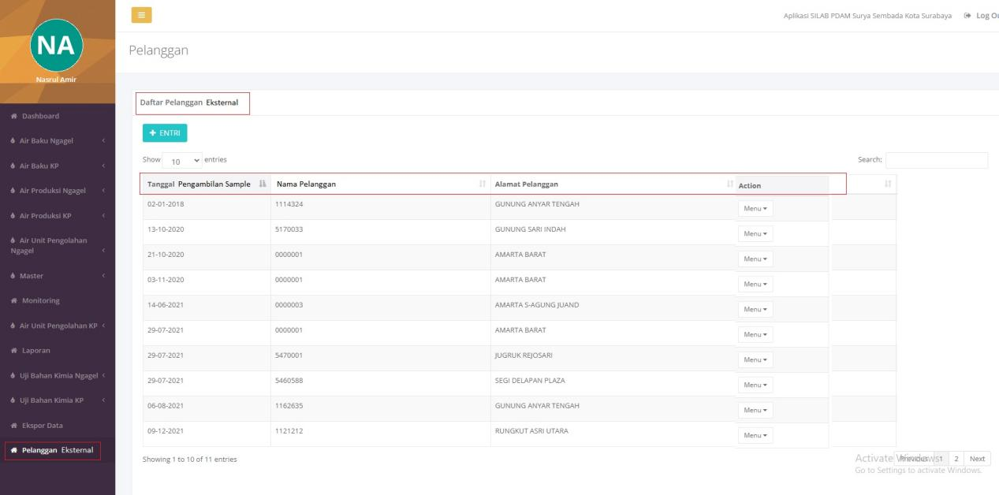 Aplikasi SILAB PDAM Surya Sembada Kota Surabaya Log Ou
NA
Nasrul Amir
Dashboard
Air Baku Ngagel
Air Baku KP
Air Produksi Ngagel
Air Produksi KP
Air Unit Pengolahan
Ngagel
Master
Monitoring
Air Unit Pengolahan KP
Laporan
Uji Bahan Kimia Ngagel
Uji Bahan Kimia KP
Ekspor Data
Pelanggan Eksternal
Pelanggan
Daftar Pelanggan Eksternal
+ ENTRI
Show 10 entries Search:
Tanggal Pengambilan Sample Nama Pelanggan Alamat Pelanggan Action
02-01-2018 1114324 GUNUNG ANYAR TENGAH Menu
13-10-2020 5170033 GUNUNG SARI INDAH Menu
21-10-2020 0000001 AMARTA BARAT Menu
03-11-2020 0000001 AMARTA BARAT Menu
14-06-2021 0000003 AMARTA S-AGUNG JUAND Menu
29-07-2021 0000001 AMARTA BARAT Menu
29-07-2021 5470001 JUGRUK REJOSARI Menu
29-07-2021 5460588 SEGI DELAPAN PLAZA Menu
06-08-2021 1162635 GUNUNG ANYAR TENGAH Menu
09-12-2021 1121212 RUNGKUT ASRI UTARA Menu
Showing 1 to 10 of 11 entries Previous 1 2 Next
Activate Windows
Go to Settings to activate Windows.